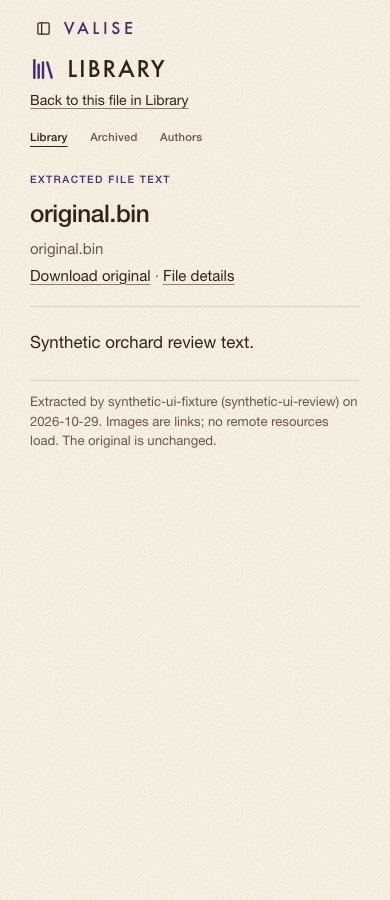 VALISE
LIBRARY
Back to this file in Library
Library Archived Authors
EXTRACTED FILE TEXT
original.bin
original.bin
Download original · File details
Synthetic orchard review text.
Extracted by synthetic-ui-fixture (synthetic-ui-review) on
2026-10-29. Images are links; no remote resources
load. The original is unchanged.